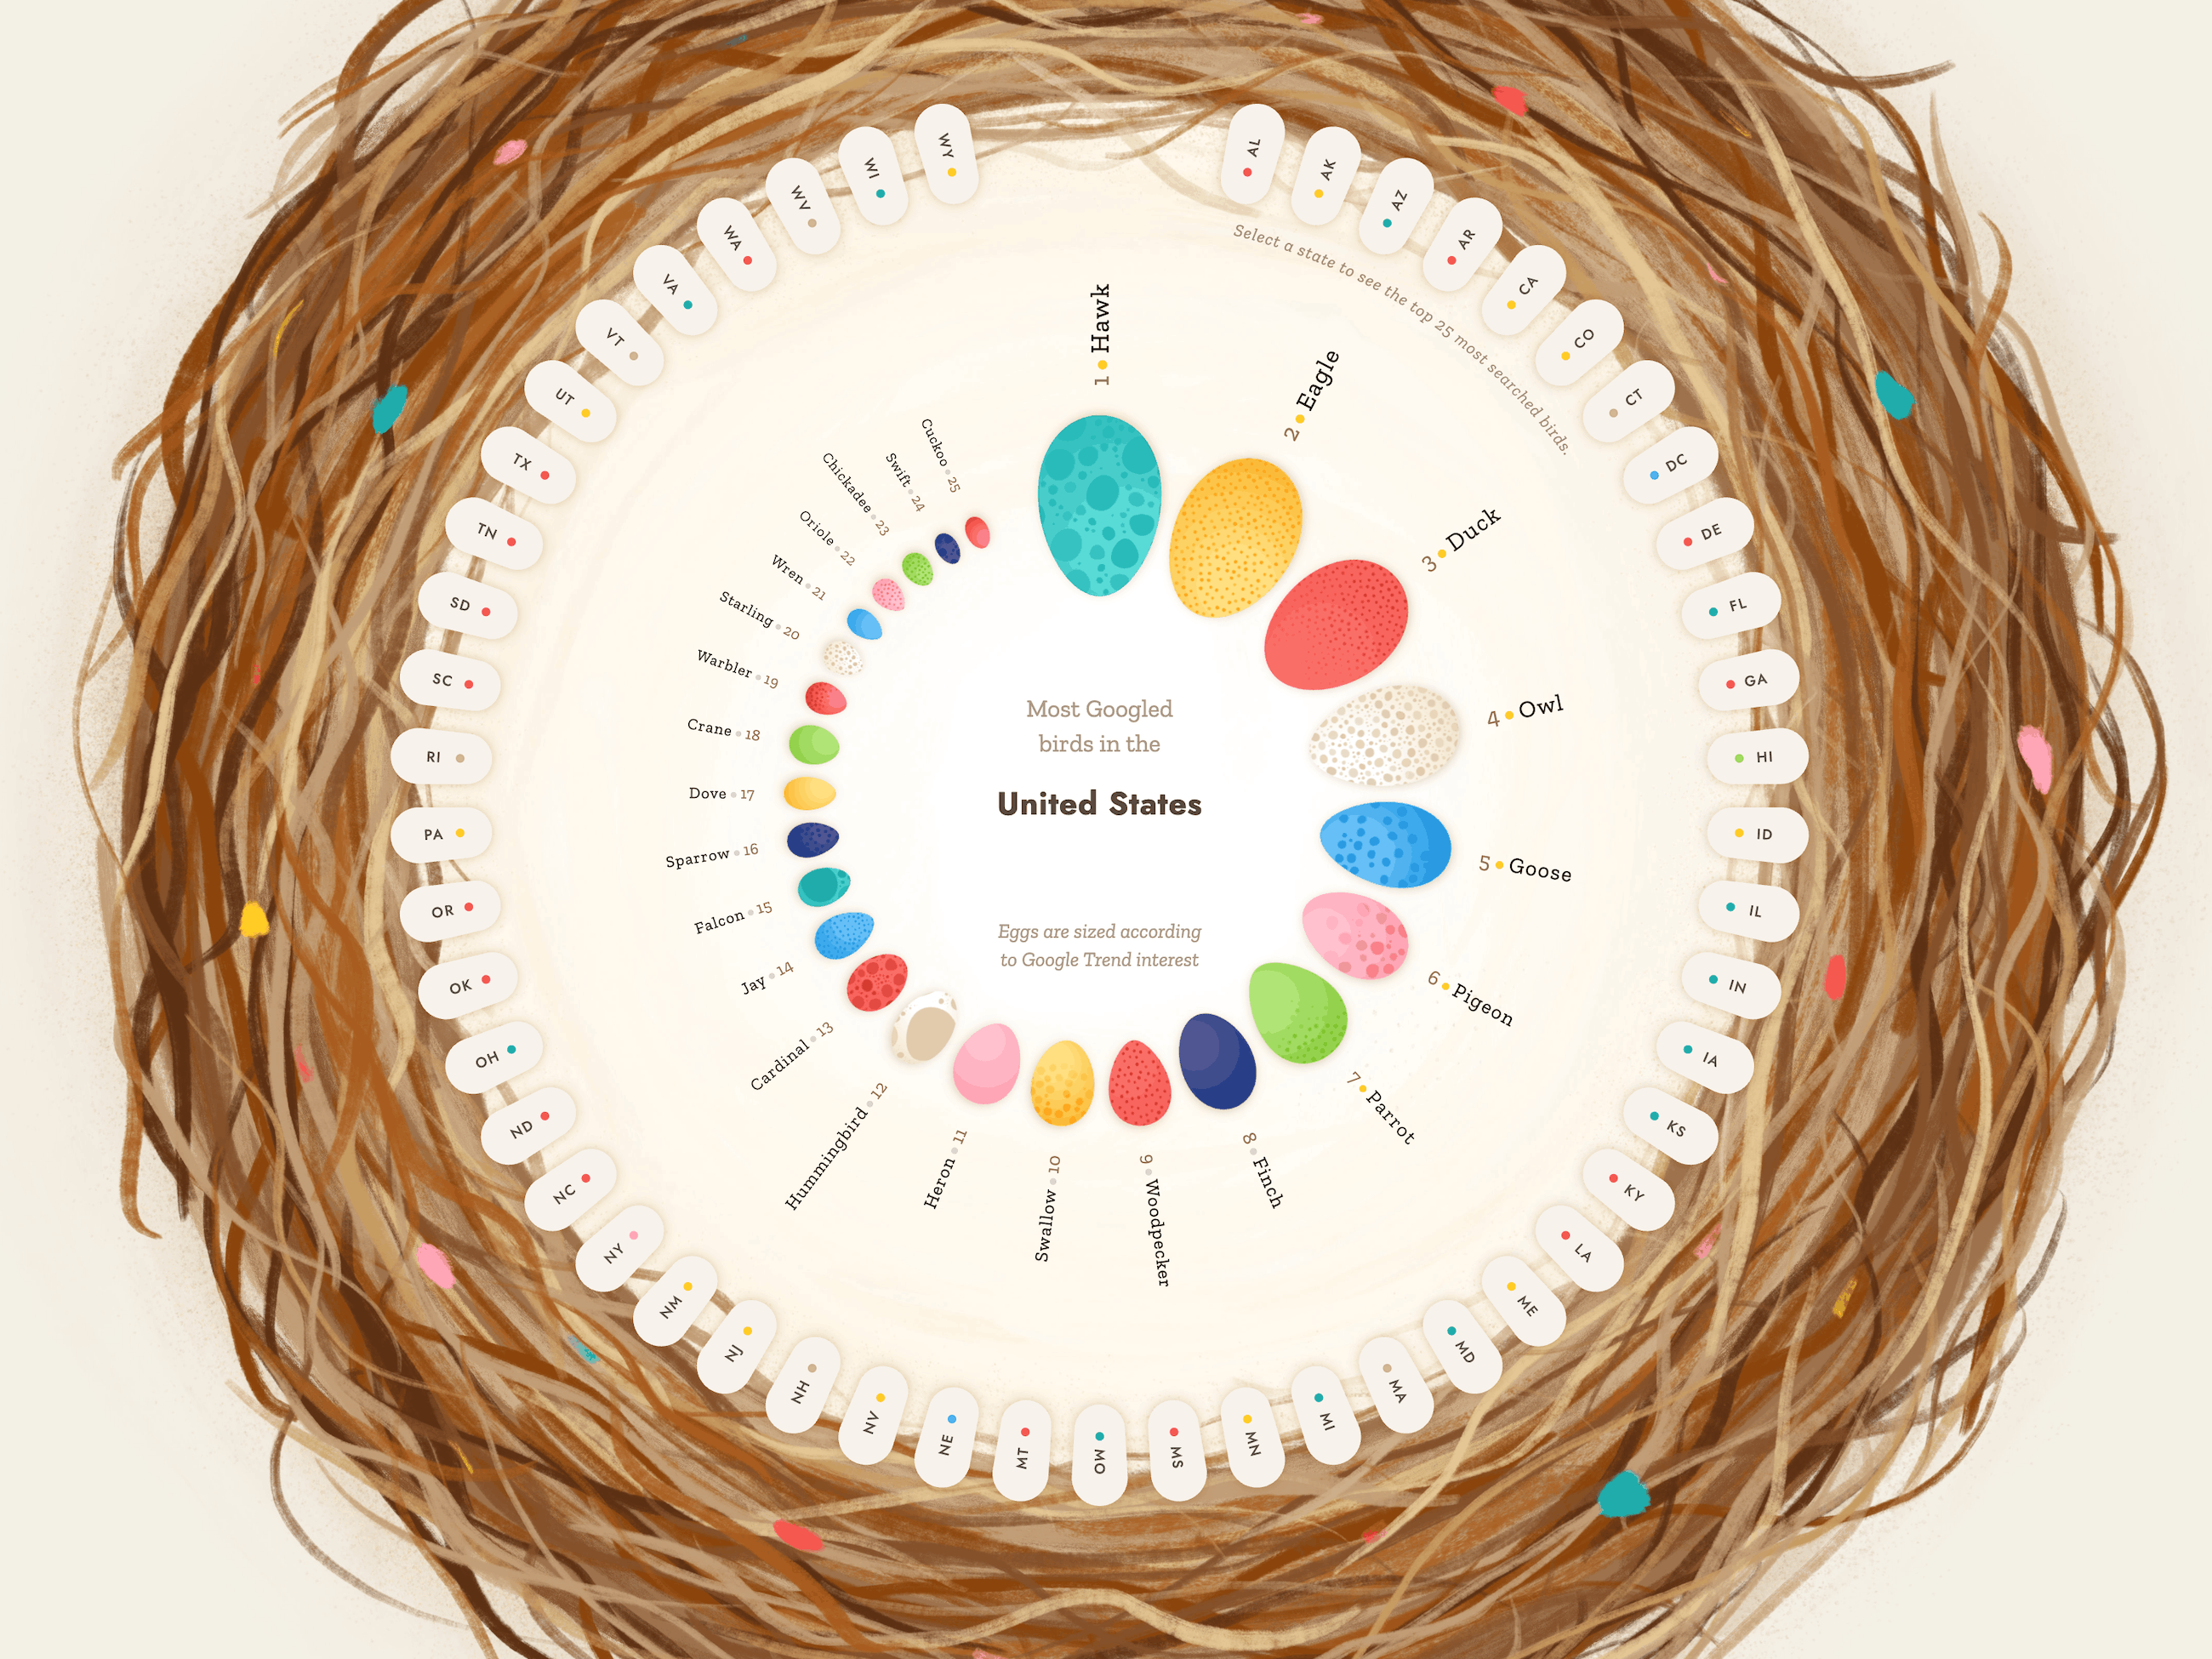 Most Googled
birds in the
United States
Eggs are sized according
to Google Trend interest
Select a state to see the top 25 most searched birds.
1 • Hawk
2 • Eagle
3 • Duck
4 • Owl
5 • Goose
6 • Pigeon
7 • Parrot
8 • Finch
9 • Woodpecker
Swallow • 10
Heron • 11
Hummingbird • 12
Cardinal • 13
Jay • 14
Falcon • 15
Sparrow • 16
Dove • 17
Crane • 18
Warbler • 19
Starling • 20
Wren • 21
Oriole • 22
Chickadee • 23
Swift • 24
Cuckoo • 25
AL
AK
AZ
AR
CA
CO
CT
DC
DE
FL
GA
HI
ID
IL
IN
IA
KS
KY
LA
ME
MD
MA
MI
MN
MS
MO
MT
NE
NV
NH
NJ
NM
NY
NC
ND
OH
OK
OR
PA
RI
SC
SD
TN
TX
UT
VT
VA
WA
WV
WI
WY